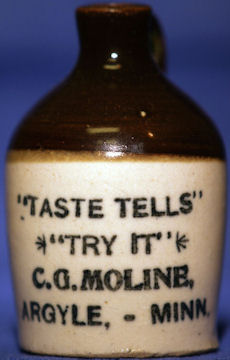 "TASTE TELLS"
*"TRY IT"*
C.G.MOLINE,
ARGYLE, - MINN.